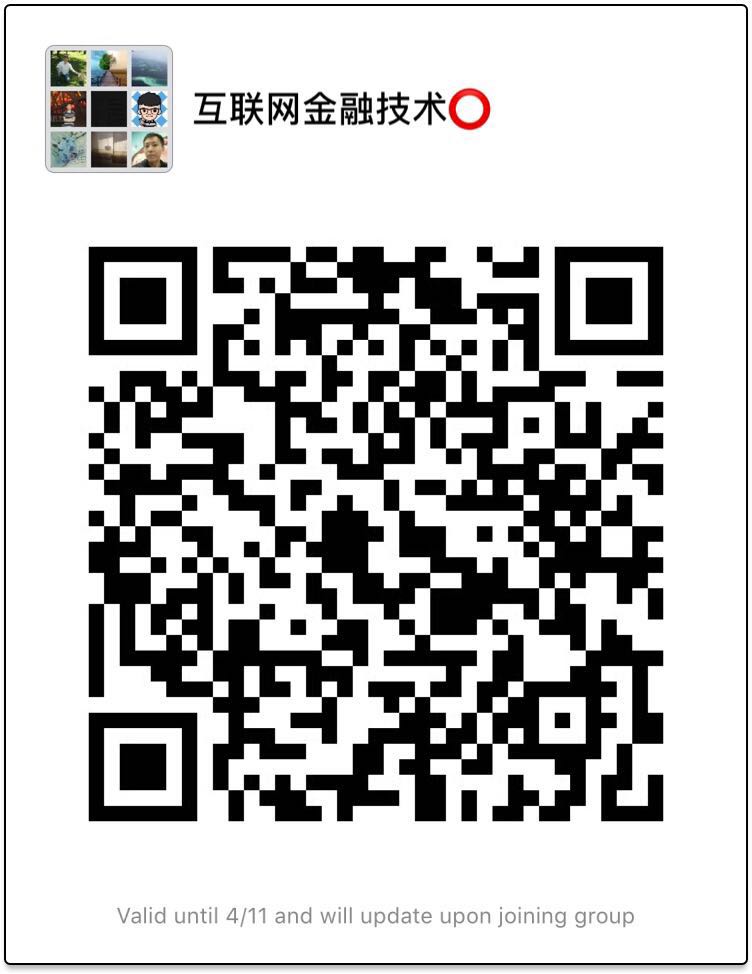 互联网金融技术⭕
Valid until 4/11 and will update upon joining group